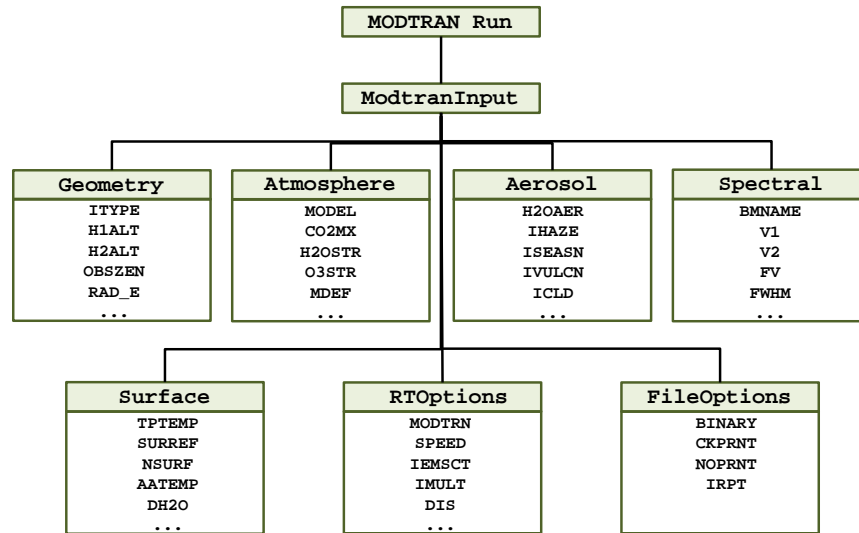 MODTRAN Run
ModtranInput
Geometry
ITYPE
H1ALT
H2ALT
OBSZEN
RAD_E
...
Atmosphere
MODEL
CO2MX
H2OSTR
O3STR
MDEF
...
Aerosol
H2OAER
IHAZE
ISEASN
IVULCN
ICLD
...
Spectral
BMNAME
V1
V2
FV
FWHM
...
Surface
TPTEMP
SURREF
NSURF
AATEMP
DH2O
...
RTOptions
MODTRN
SPEED
IEMSCT
IMULT
DIS
...
FileOptions
BINARY
CKPRNT
NOPRNT
IRPT